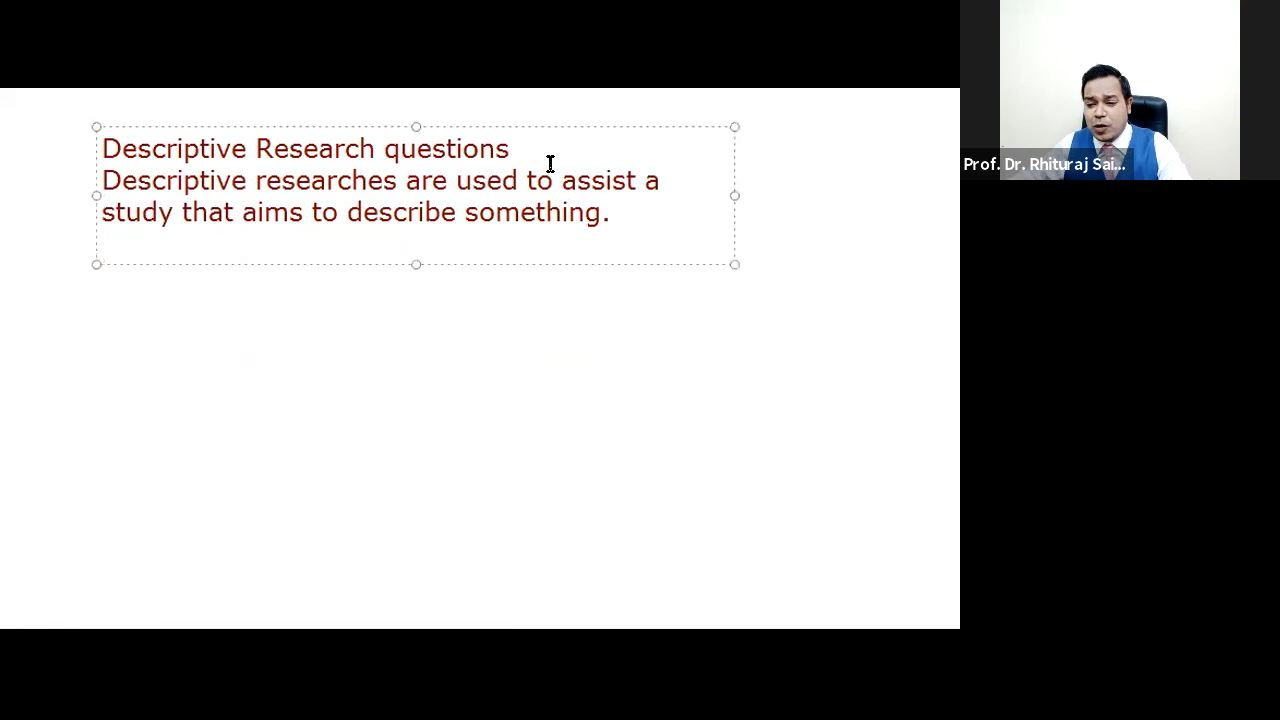 Descriptive Research questions
Descriptive researches are used to assist a
study that aims to describe something.
Prof. Dr. Rhituraj Sai...